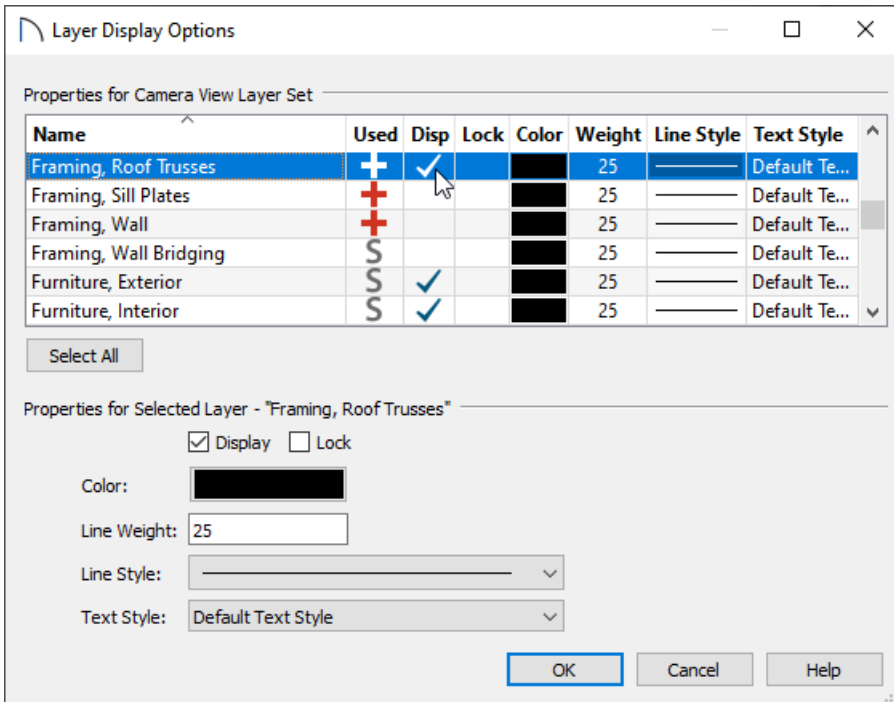 Layer Display Options
Properties for Camera View Layer Set
Name Used Disp Lock Color Weight Line Style Text Style
Framing, Roof Trusses 25 Default Te...
Framing, Sill Plates 25 Default Te...
Framing, Wall 25 Default Te...
Framing, Wall Bridging S 25 Default Te...
Furniture, Exterior S 25 Default Te...
Furniture, Interior S 25 Default Te...
Select All
Properties for Selected Layer - "Framing, Roof Trusses"
Display Lock
Color:
Line Weight: 25
Line Style:
Text Style: Default Text Style
OK Cancel Help